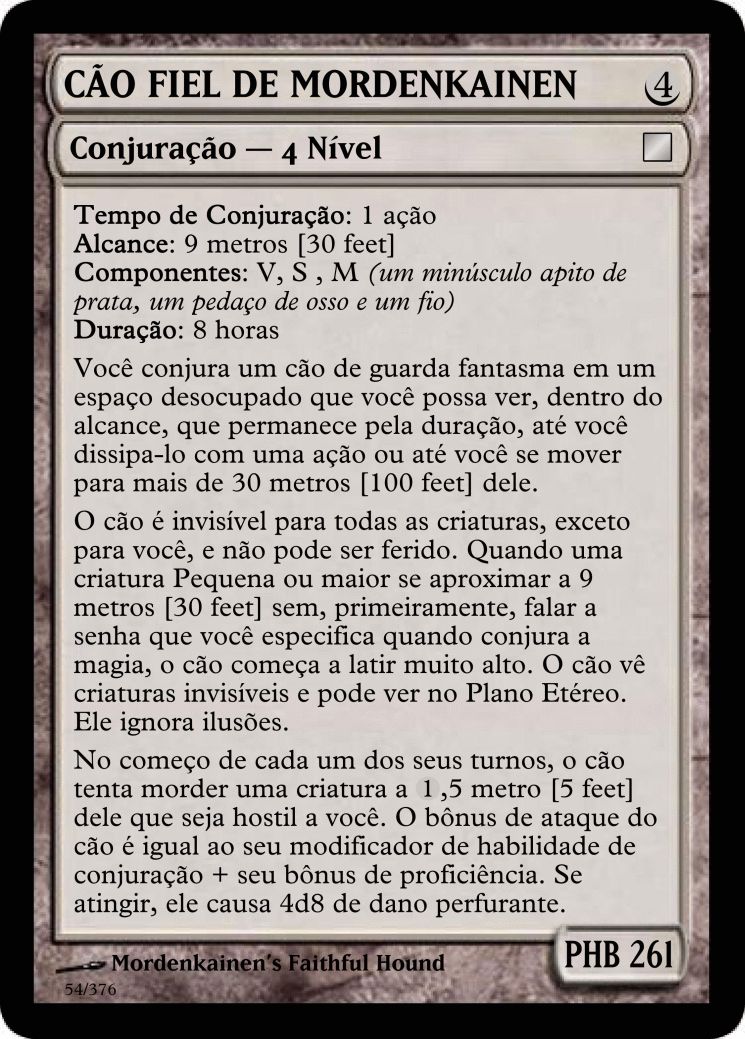 CÃO FIEL DE MORDENKAINEN 4
Conjuração — 4 Nível
Tempo de Conjuração: 1 ação
Alcance: 9 metros [30 feet]
Componentes: V, S , M (um minúsculo apito de
prata, um pedaço de osso e um fio)
Duração: 8 horas
Você conjura um cão de guarda fantasma em um
espaço desocupado que você possa ver, dentro do
alcance, que permanece pela duração, até você
dissipa-lo com uma ação ou até você se mover
para mais de 30 metros [100 feet] dele.
O cão é invisível para todas as criaturas, exceto
para você, e não pode ser ferido. Quando uma
criatura Pequena ou maior se aproximar a 9
metros [30 feet] sem, primeiramente, falar a
senha que você especifica quando conjura a
magia, o cão começa a latir muito alto. O cão vê
criaturas invisíveis e pode ver no Plano Etéreo.
Ele ignora ilusões.
No começo de cada um dos seus turnos, o cão
tenta morder uma criatura a 1,5 metro [5 feet]
dele que seja hostil a você. O bônus de ataque do
cão é igual ao seu modificador de habilidade de
conjuração + seu bônus de proficiência. Se
atingir, ele causa 4d8 de dano perfurante.
Mordenkainen's Faithful Hound
PHB 261
54/376